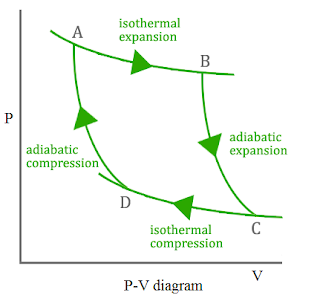 isothermal
expansion
A
B
P
adiabatic
expansion
adiabatic
compression
D
C
isothermal
compression
V
P-V diagram